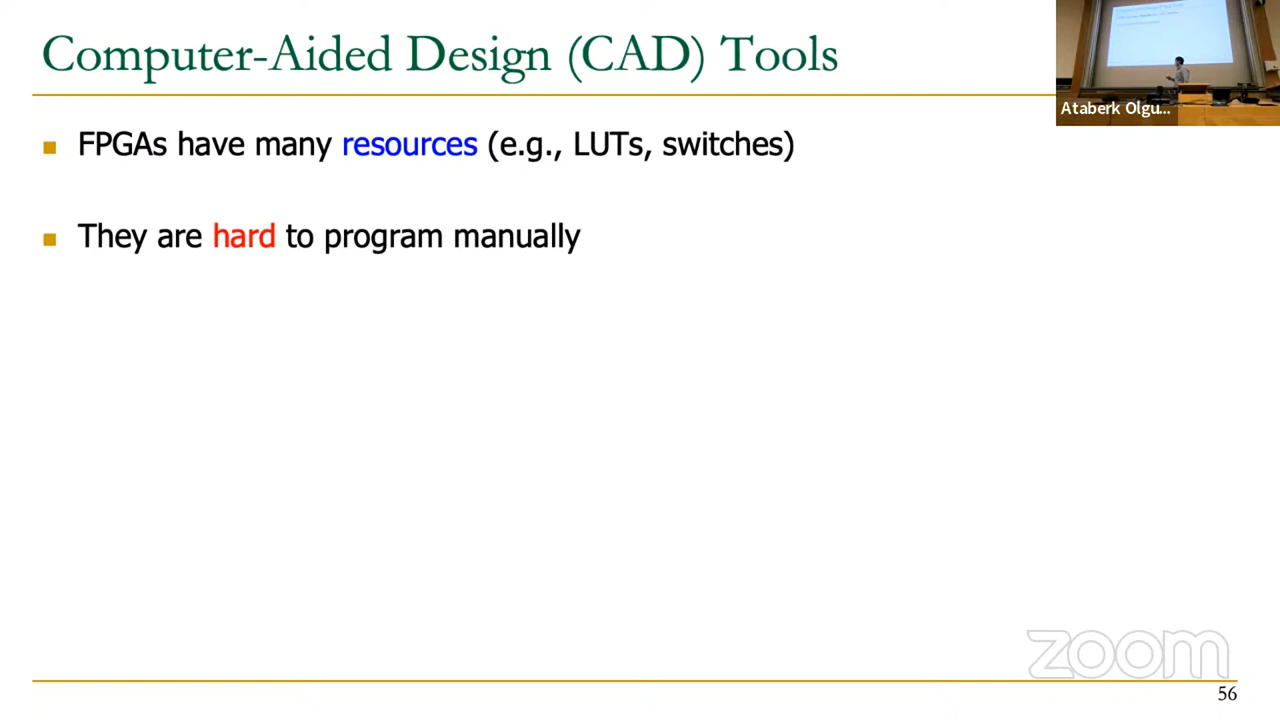 Computer-Aided Design (CAD) Tools
Ataberk Olgu...
FPGAs have many resources (e.g., LUTs, switches)
They are hard to program manually
zoom
56